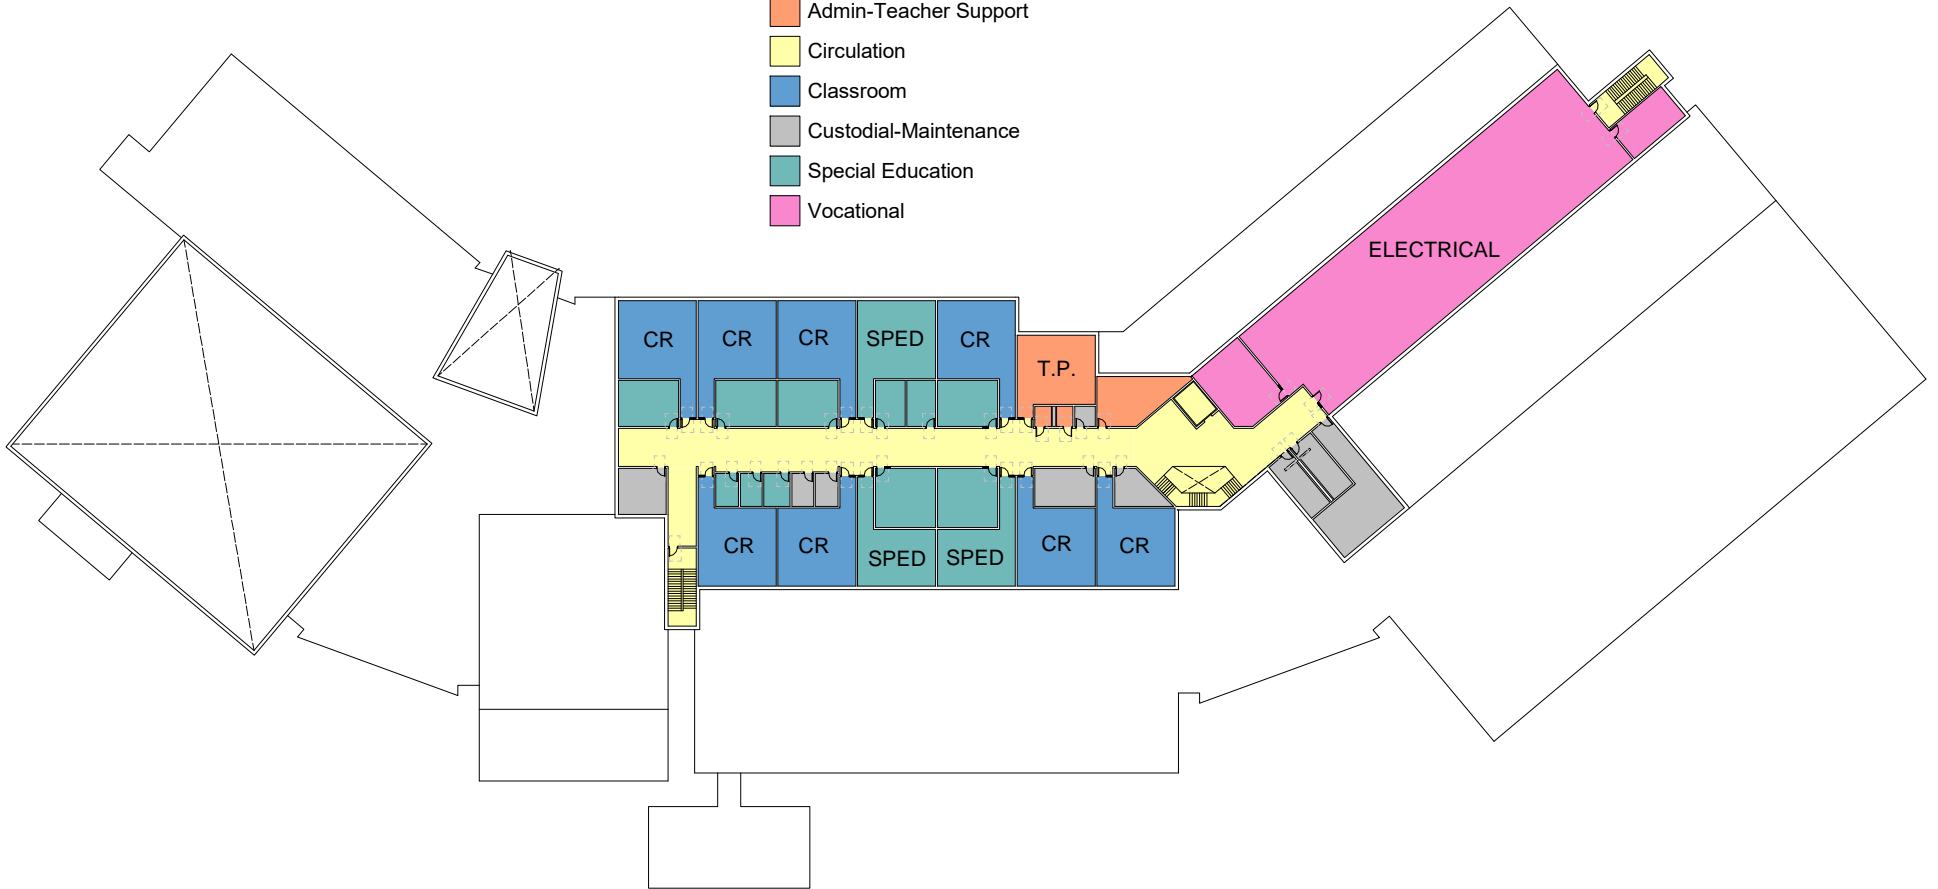 Admin-Teacher Support
Circulation
Classroom
Custodial-Maintenance
Special Education
Vocational
ELECTRICAL
CR
CR
CR
SPED
CR
T.P.
CR
CR
SPED
SPED
CR
CR